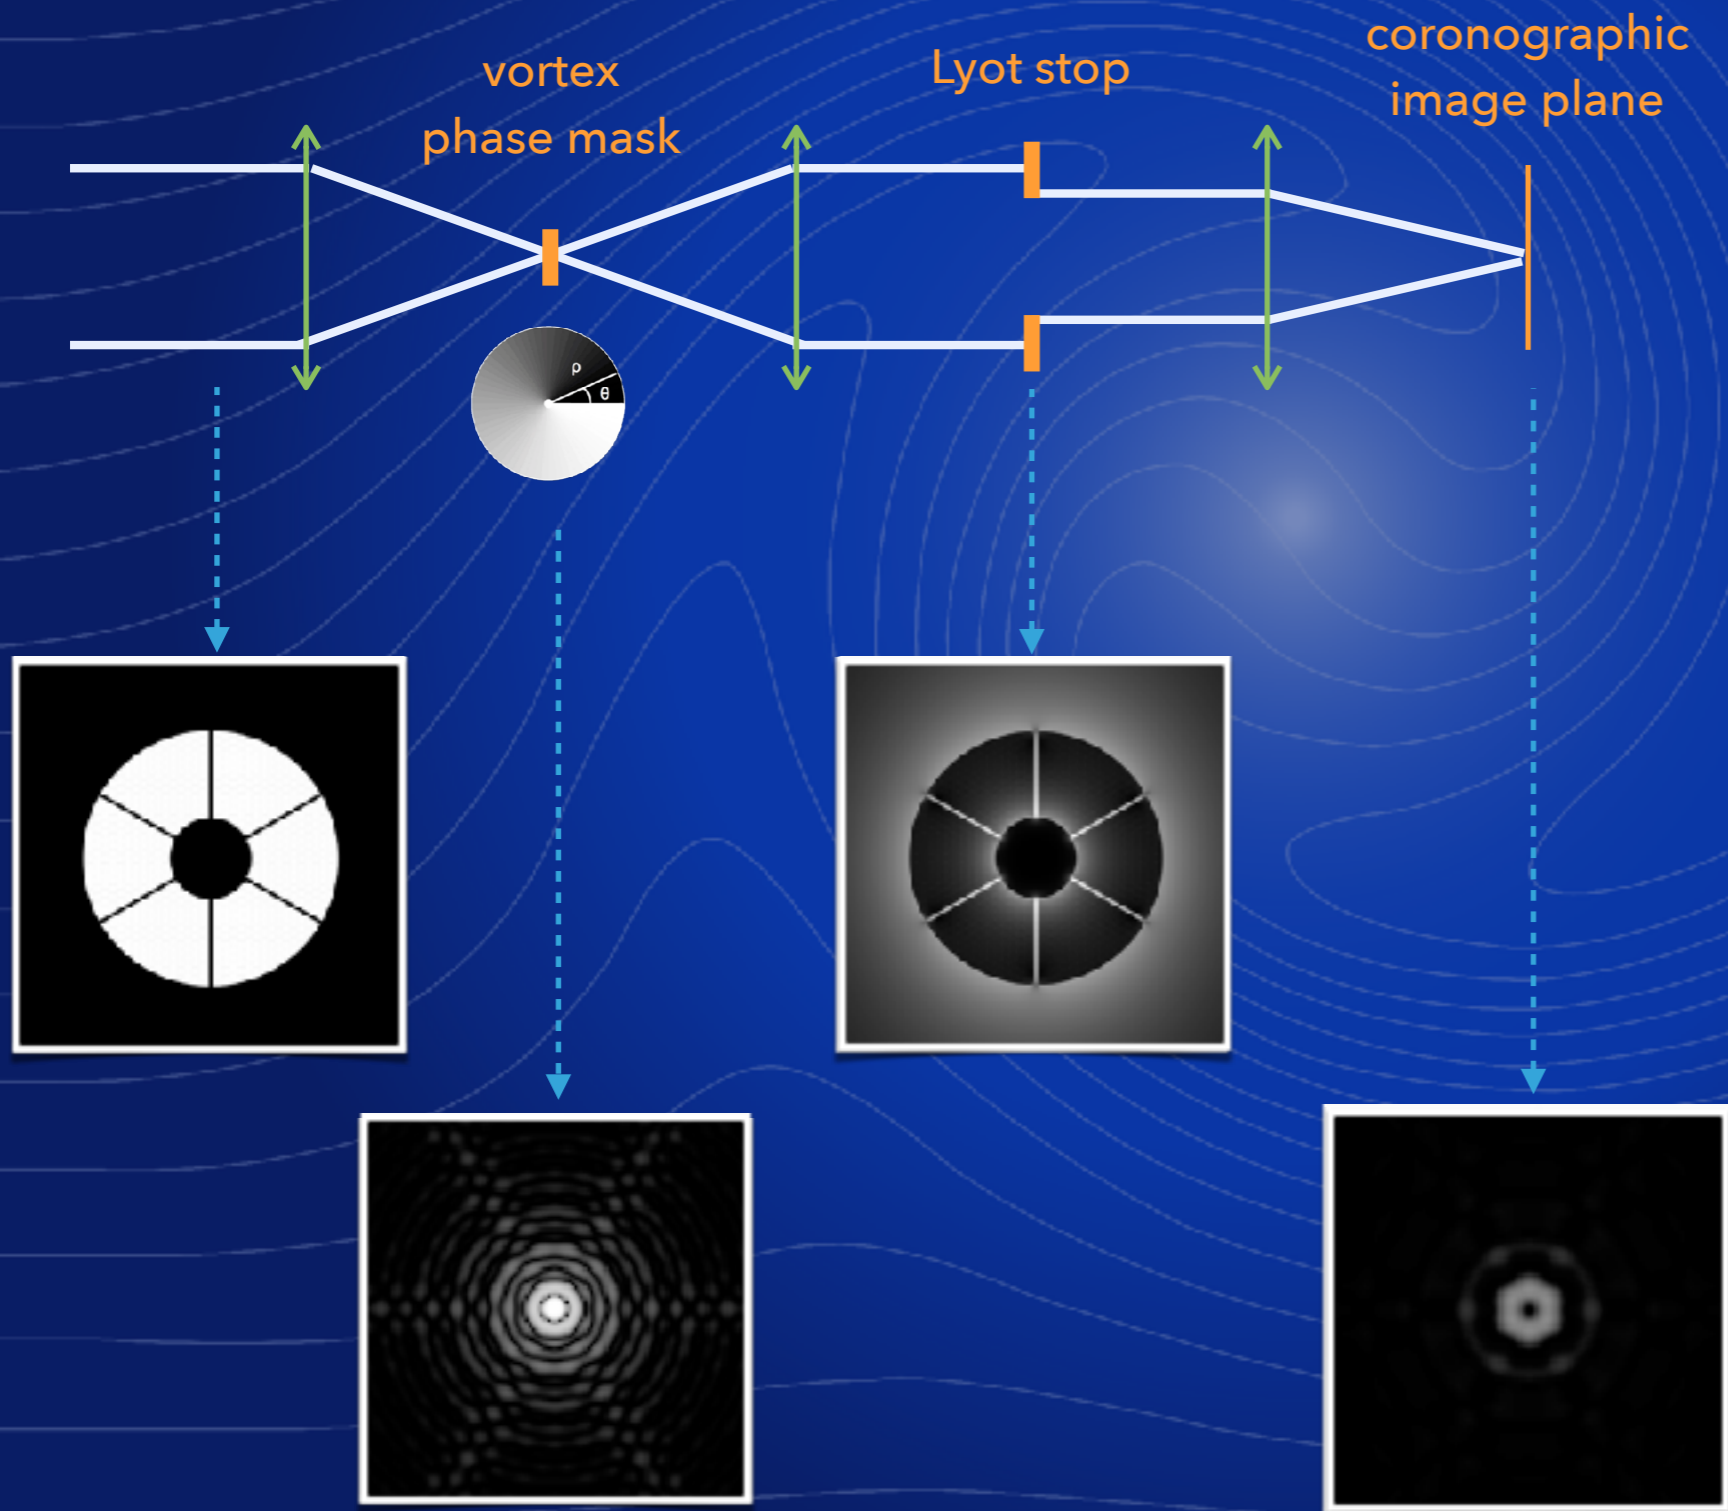 vortex
phase mask
Lyot stop
coronographic
image plane
ρ
θ